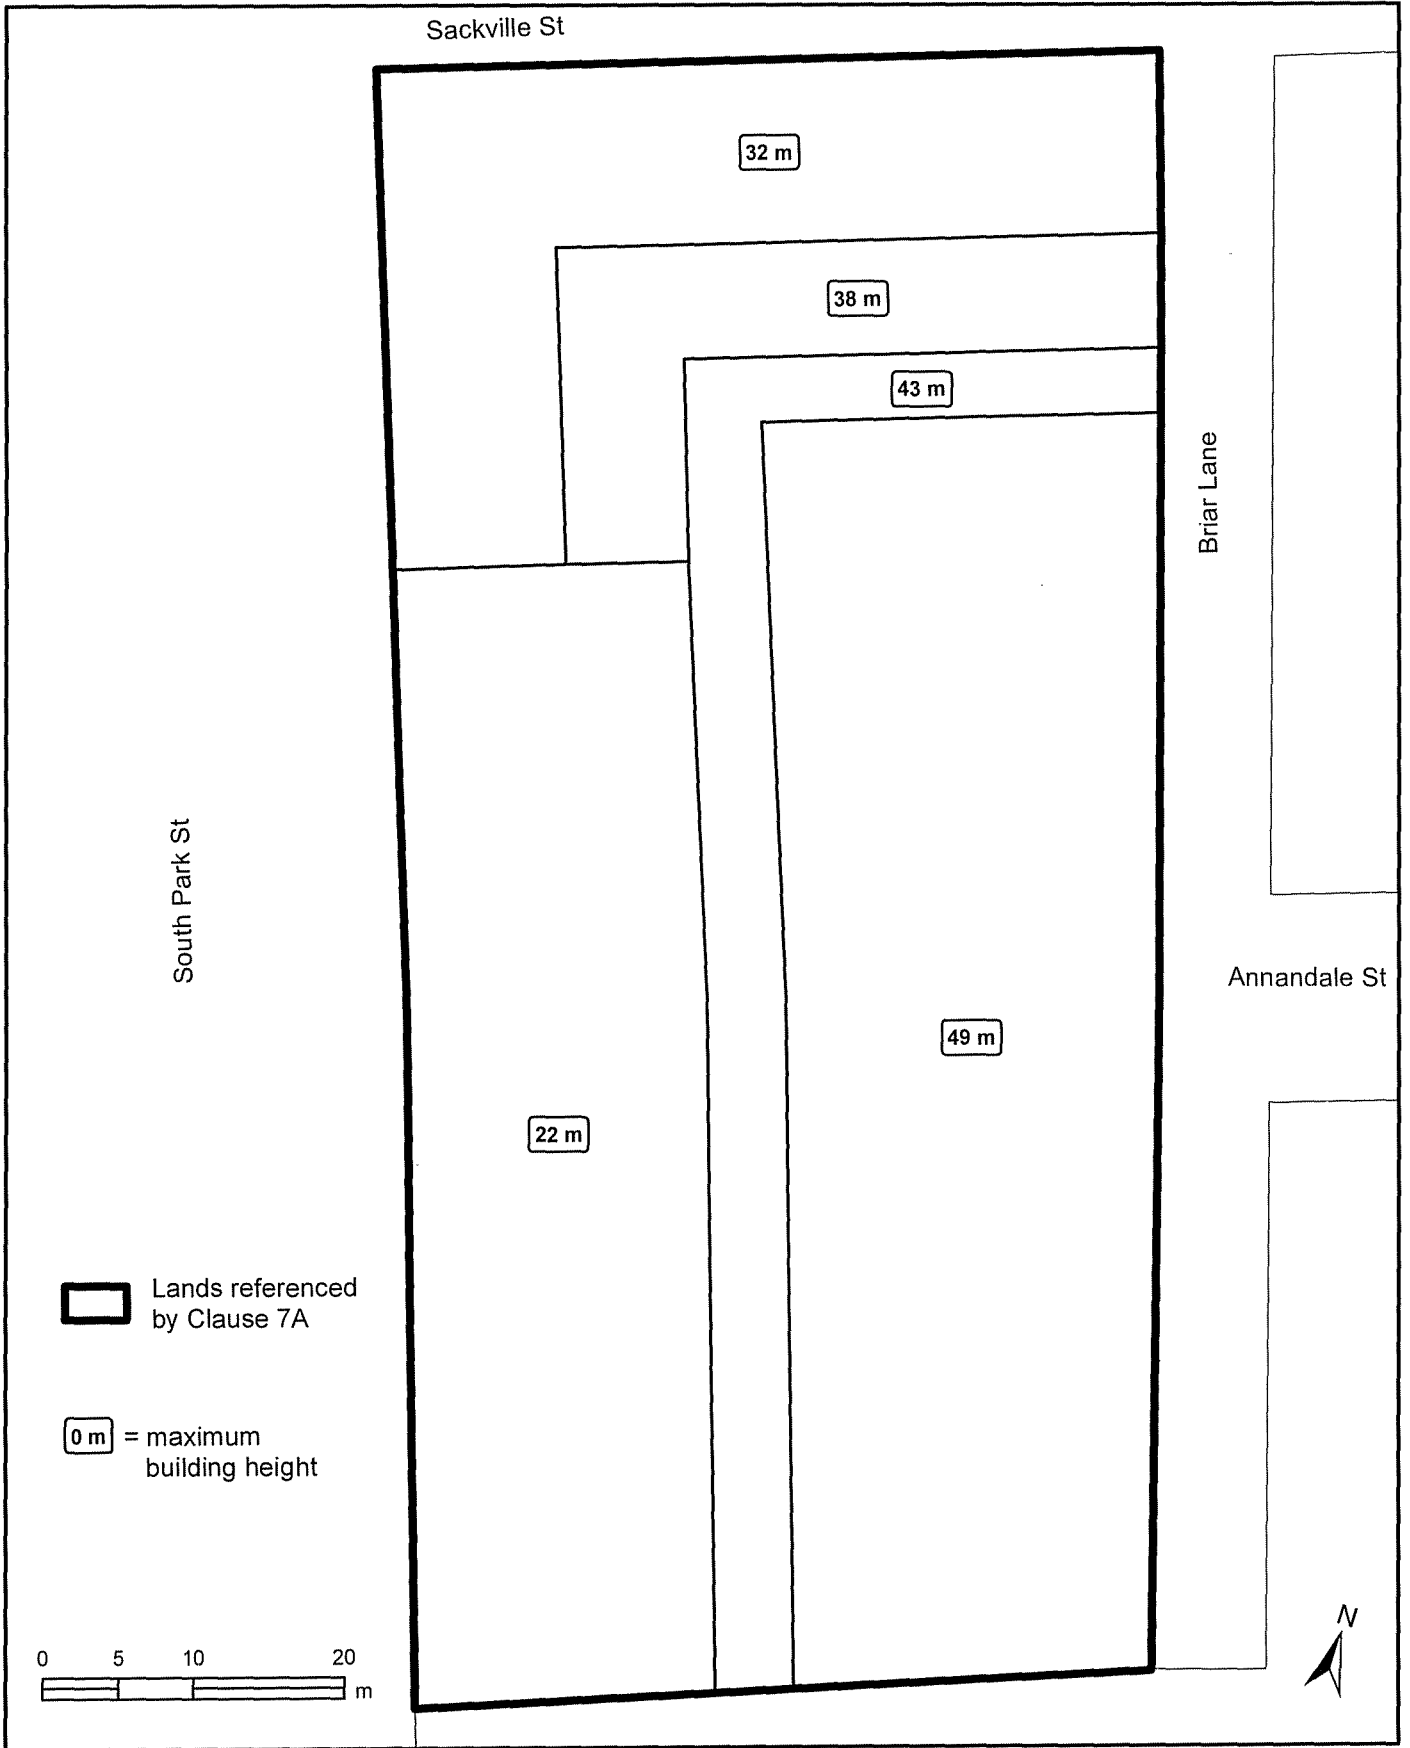 Sackville St
32 m
38 m
43 m
Briar Lane
South Park St
Annandale St
49 m
22 m
Lands referenced
by Clause 7A
0 m = maximum
building height
N
0 5 10 20
m